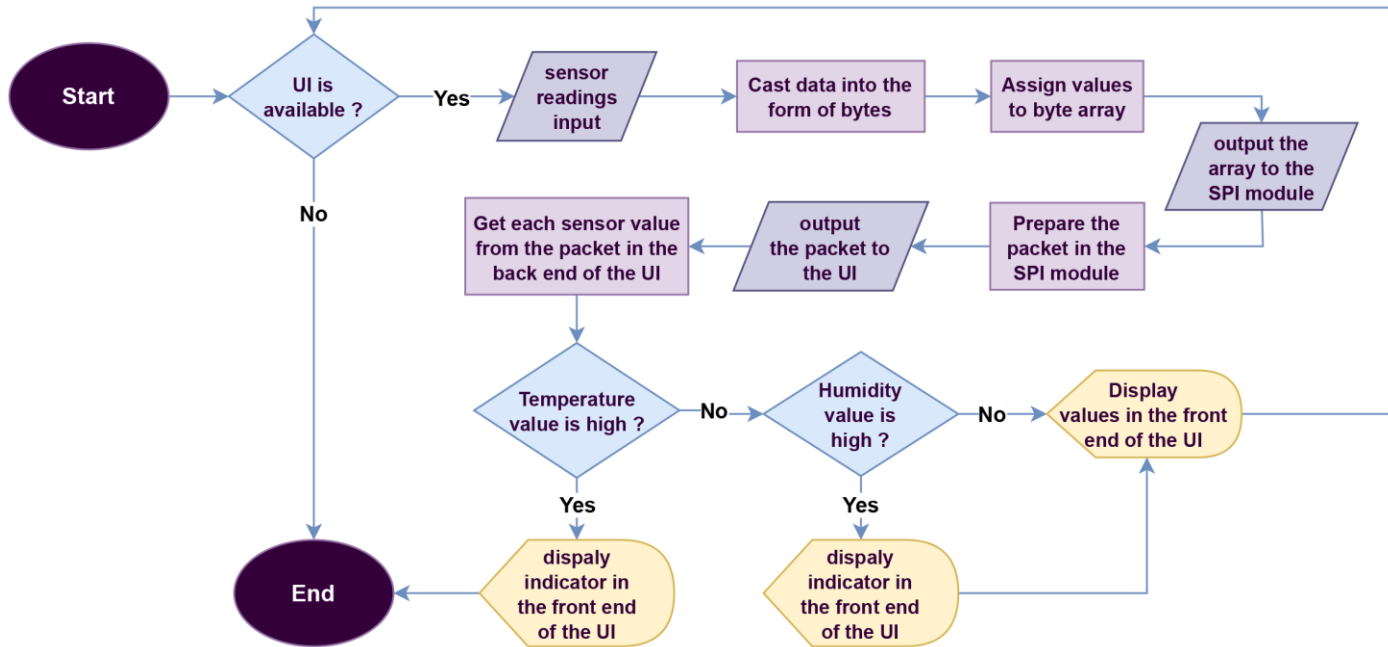 Start
UI is
available ?
Yes
sensor
readings
input
Cast data into the
form of bytes
Assign values
to byte array
output the
array to the
SPI module
No
Get each sensor value
from the packet in the
back end of the UI
output
the packet to
the UI
Prepare the
packet in the
SPI module
Temperature
value is high ?
No
Humidity
value is
high ?
No
Display
values in the front
end of the UI
Yes
Yes
End
dispaly
indicator in
the front end
of the UI
dispaly
indicator in
the front end
of the UI